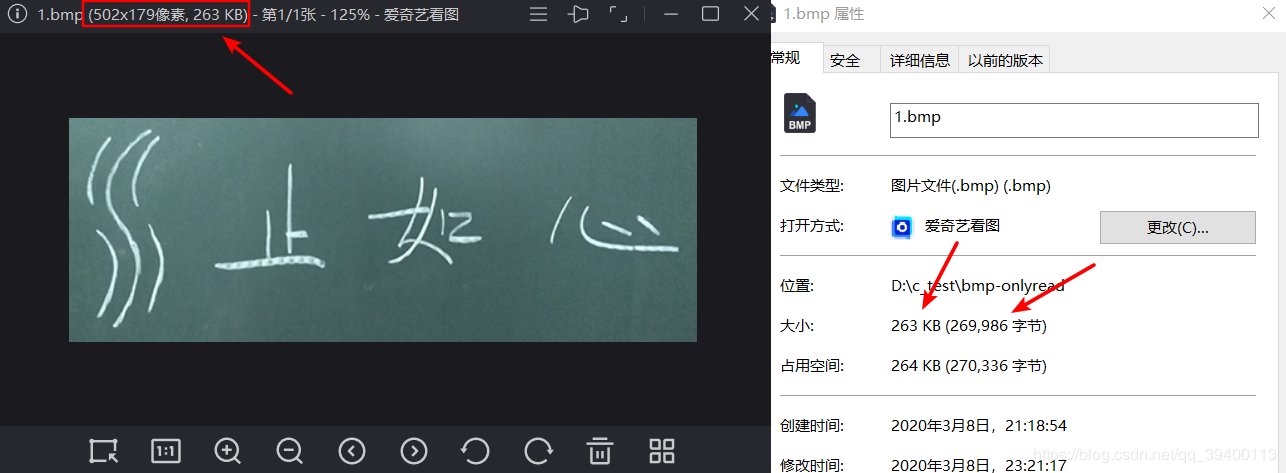 1.bmp (502x179像素, 263 KB) - 第1/1张 - 125% - 爱奇艺看图
止 如 心
1:1
1.bmp 属性
常规 安全 详细信息 以前的版本
BMP
1.bmp
文件类型: 图片文件(.bmp) (.bmp)
打开方式: 爱奇艺看图 更改(C)...
位置: D:\c_test\bmp-onlyread
大小: 263 KB (269,986 字节)
占用空间: 264 KB (270,336 字节)
创建时间: 2020年3月8日，21:18:54
修改时间: 2020年3月8日，23:21:17
https://blog.csdn.net/qq_39400113